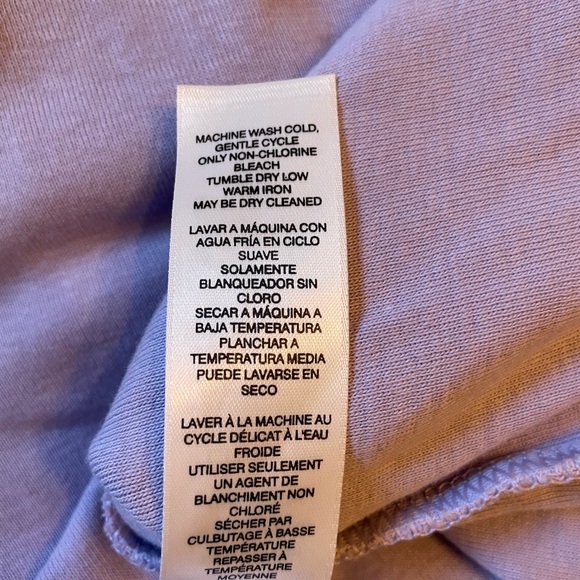 MACHINE WASH COLD,
GENTLE CYCLE
ONLY NON-CHLORINE
BLEACH
TUMBLE DRY LOW
WARM IRON
MAY BE DRY CLEANED
LAVAR A MÁQUINA CON
AGUA FRÍA EN CICLO
SUAVE
SOLAMENTE
BLANQUEADOR SIN
CLORO
SECAR A MÁQUINA A
BAJA TEMPERATURA
PLANCHAR A
TEMPERATURA MEDIA
PUEDE LAVARSE EN
SECO
LAVER À LA MACHINE AU
CYCLE DÉLICAT À L'EAU
FROIDE
UTILISER SEULEMENT
UN AGENT DE
BLANCHIMENT NON
CHLORÉ
SÉCHER PAR
CULBUTAGE À BASSE
TEMPÉRATURE
REPASSER À
TEMPÉRATURE
MOYENNE